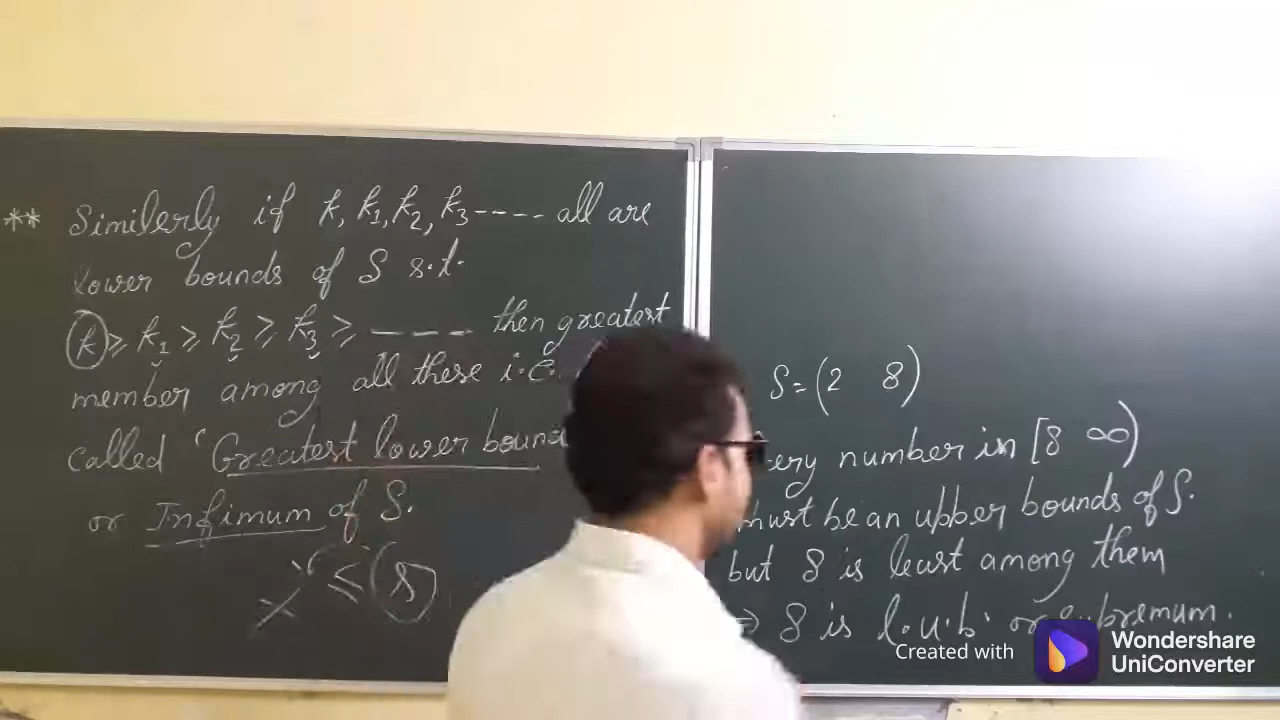 ** Similerly if k, k1, k2, k3 ---- all are
lower bounds of S s.t.
k ≥ k1 ≥ k2 ≥ k3 ≥ ---- then greatest
member among all these i.e.
called 'Greatest lower bound
or Infimum of S.
x ≤ 8
S = (2 8)
ery number in [8 ∞)
must be an upper bounds of S.
but 8 is least among them
⇒ 8 is l.u.b. or supremum.
Created with
Wondershare
UniConverter